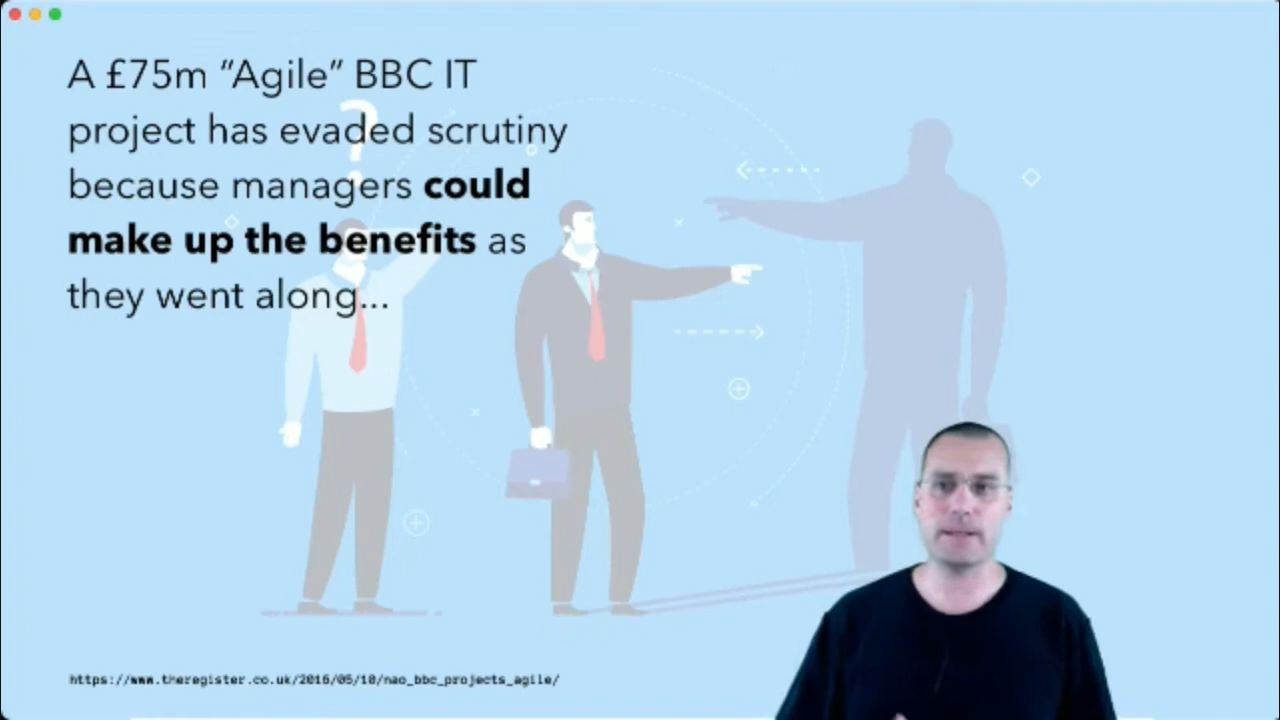 A £75m “Agile” BBC IT
project has evaded scrutiny
because managers could
make up the benefits as
they went along...
?
https://www.theregister.co.uk/2016/05/10/nao_bbc_projects_agile/